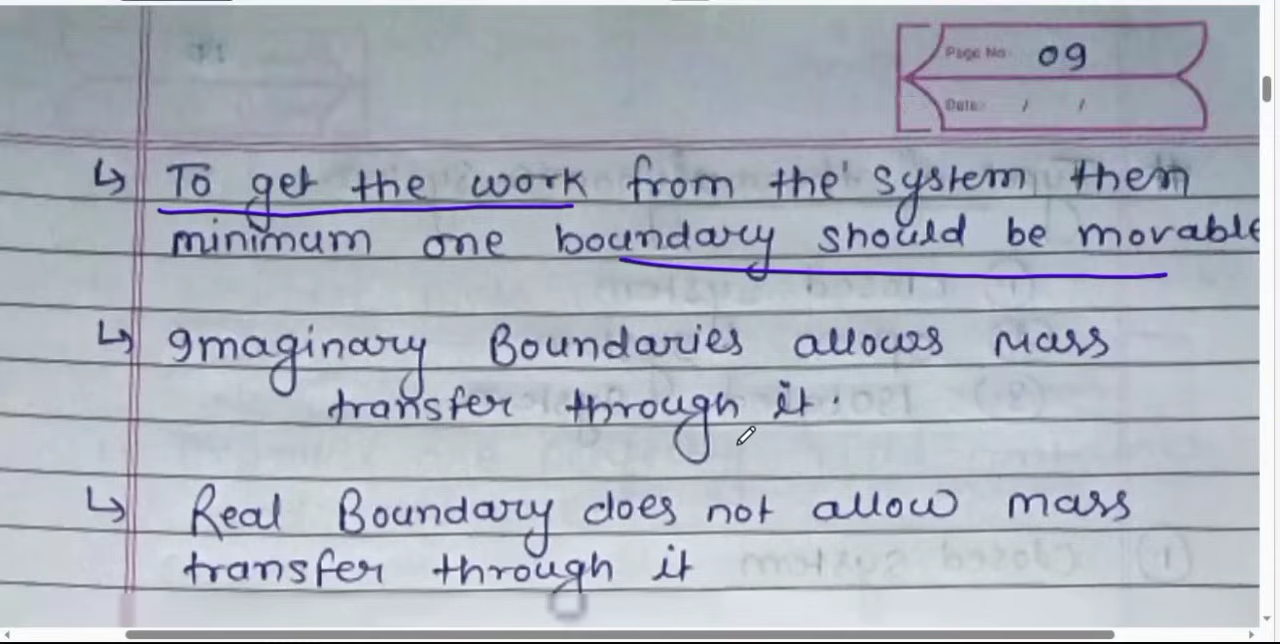 Page No: 09
Date: / /
↳ To get the work from the system then
minimum one boundary should be movable
↳ Imaginary Boundaries allows Mass
transfer through it.
↳ Real Boundary does not allow mass
transfer through it